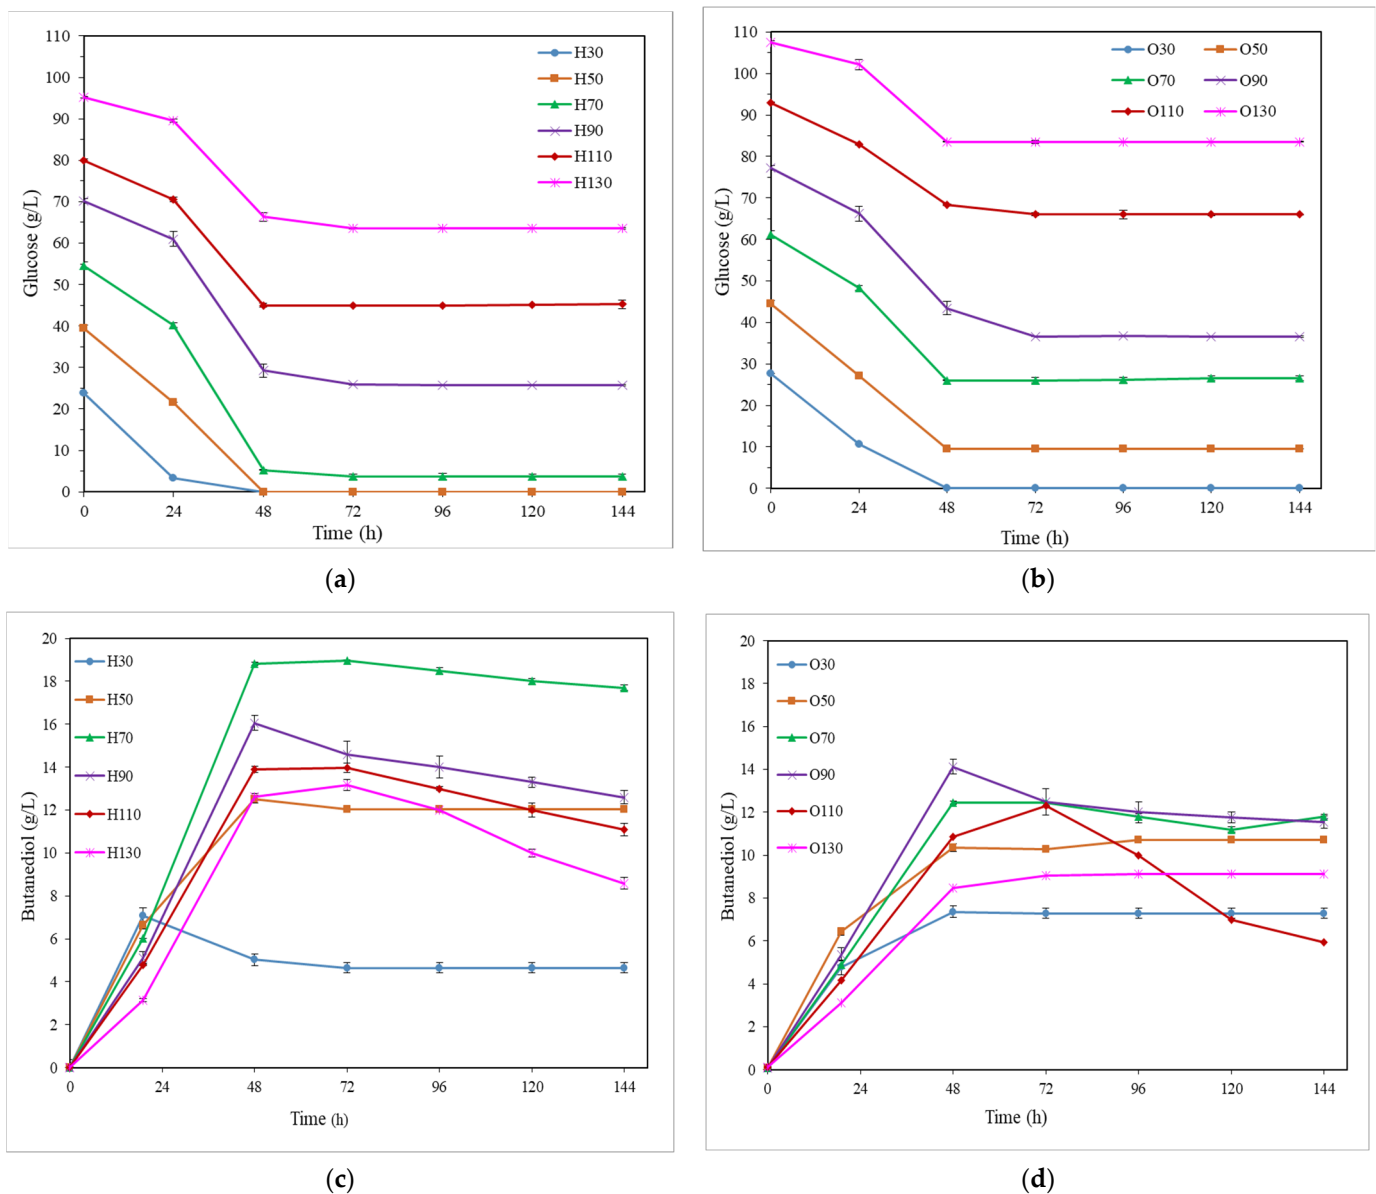 (a)
110
100
90
80
70
60
50
40
30
20
10
0
Glucose (g/L)
H30
H50
H70
H90
H110
H130
0 24 48 72 96 120 144
Time (h)
(a)
110
100
90
80
70
60
50
40
30
20
10
0
Glucose (g/L)
O30 O50
O70 O90
O110 O130
0 24 48 72 96 120 144
Time (h)
(b)
20
18
16
14
12
10
8
6
4
2
0
Butanediol (g/L)
H30
H50
H70
H90
H110
H130
0 24 48 72 96 120 144
Time (h)
(c)
20
18
16
14
12
10
8
6
4
2
0
Butanediol (g/L)
O30
O50
O70
O90
O110
O130
0 24 48 72 96 120 144
Time (h)
(d)